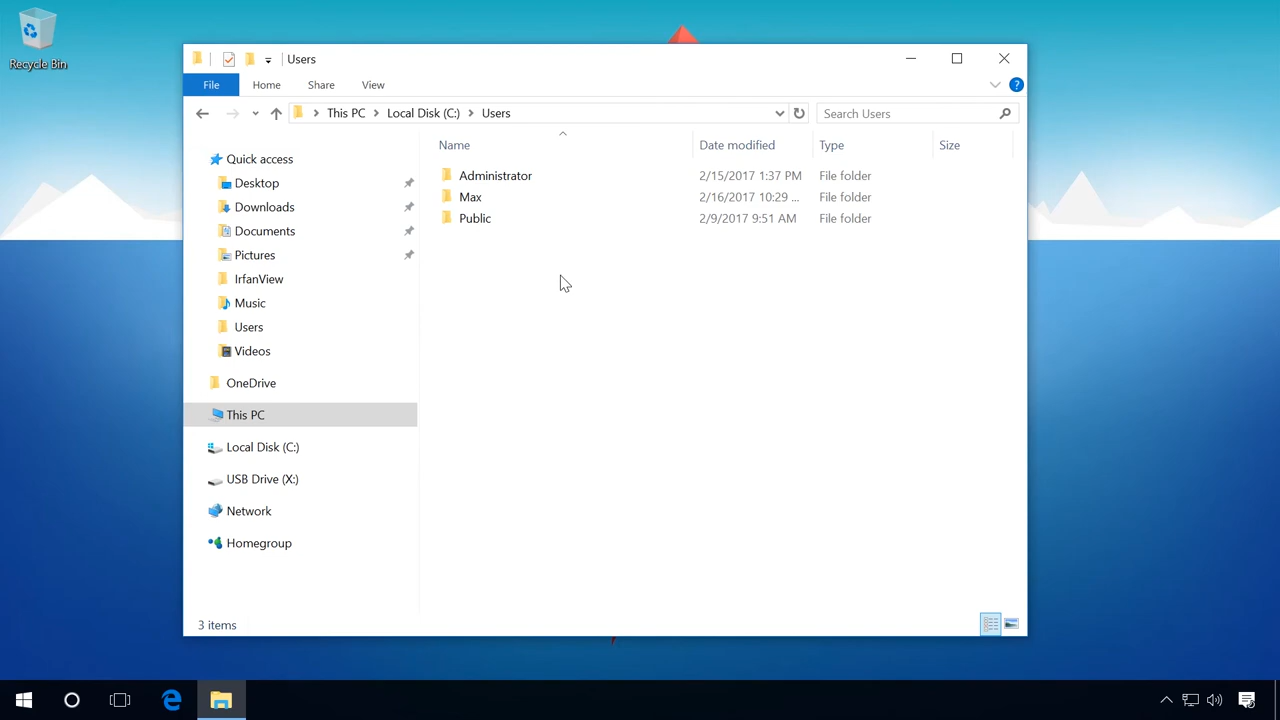 Recycle Bin
Users
File Home Share View
This PC Local Disk (C:) Users
Search Users
Name Date modified Type Size
Administrator 2/15/2017 1:37 PM File folder
Max 2/16/2017 10:29 ... File folder
Public 2/9/2017 9:51 AM File folder
Quick access
Desktop
Downloads
Documents
Pictures
IrfanView
Music
Users
Videos
OneDrive
This PC
Local Disk (C:)
USB Drive (X:)
Network
Homegroup
3 items